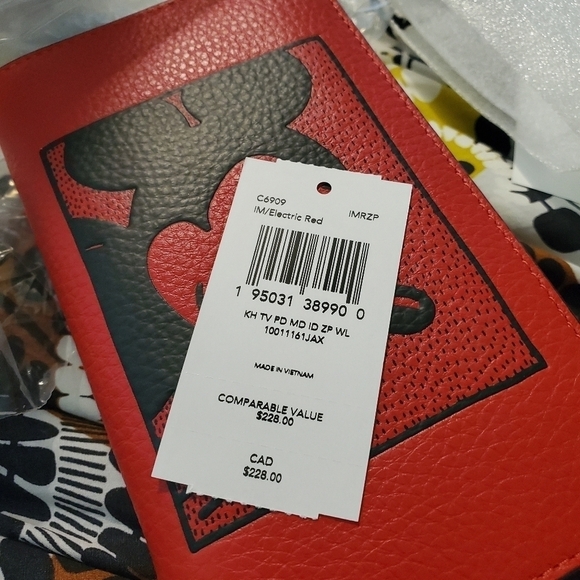 C6909
IM/Electric Red IMRZP
1 95031 38990 0
KH TV PD MD ID ZP WL
10011161JAX
MADE IN VIETNAM
COMPARABLE VALUE
$228.00
CAD
$228.00